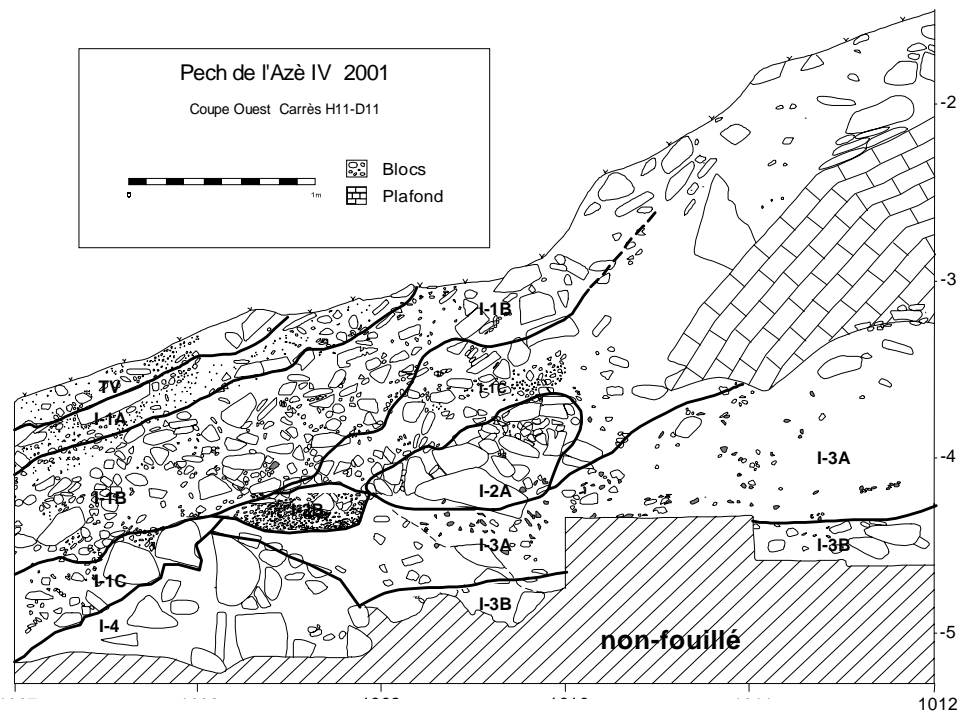 Pech de l'Azè IV 2001
Coupe Ouest Carrès H11-D11
1m
Blocs
Plafond
-2
-3
-4
-5
I-1B
TV
I-1A
I-1C
I-1B
I-2A
I-3A
I-3A
I-3B
I-1C
I-3B
I-4
non-fouillé
1012